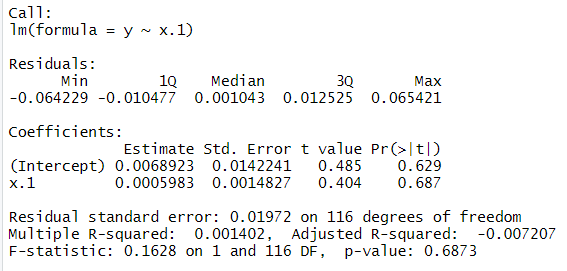 Call:
lm(formula = y ~ x.1)
Residuals:
Min 1Q Median 3Q Max
-0.064229 -0.010477 0.001043 0.012525 0.065421
Coefficients:
Estimate Std. Error t value Pr(>|t|)
(Intercept) 0.0068923 0.0142241 0.485 0.629
x.1 0.0005983 0.0014827 0.404 0.687
Residual standard error: 0.01972 on 116 degrees of freedom
Multiple R-squared: 0.001402, Adjusted R-squared: -0.007207
F-statistic: 0.1628 on 1 and 116 DF, p-value: 0.6873